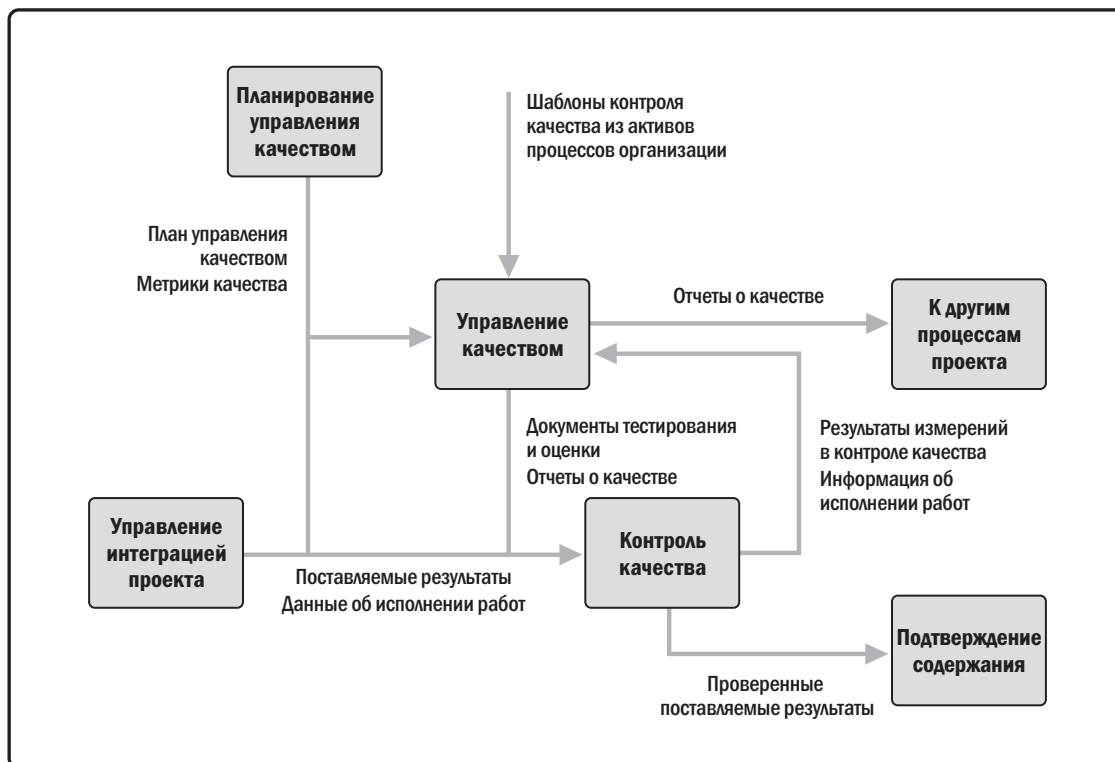 Планирование
управления
качеством
Шаблоны контроля
качества из активов
процессов организации
План управления
качеством
Метрики качества
Управление
качеством
Отчеты о качестве
К другим
процессам
проекта
Документы тестирования
и оценки
Отчеты о качестве
Результаты измерений
в контроле качества
Информация об
исполнении работ
Управление
интеграцией
проекта
Поставляемые результаты
Данные об исполнении работ
Контроль
качества
Подтверждение
содержания
Проверенные
поставляемые результаты